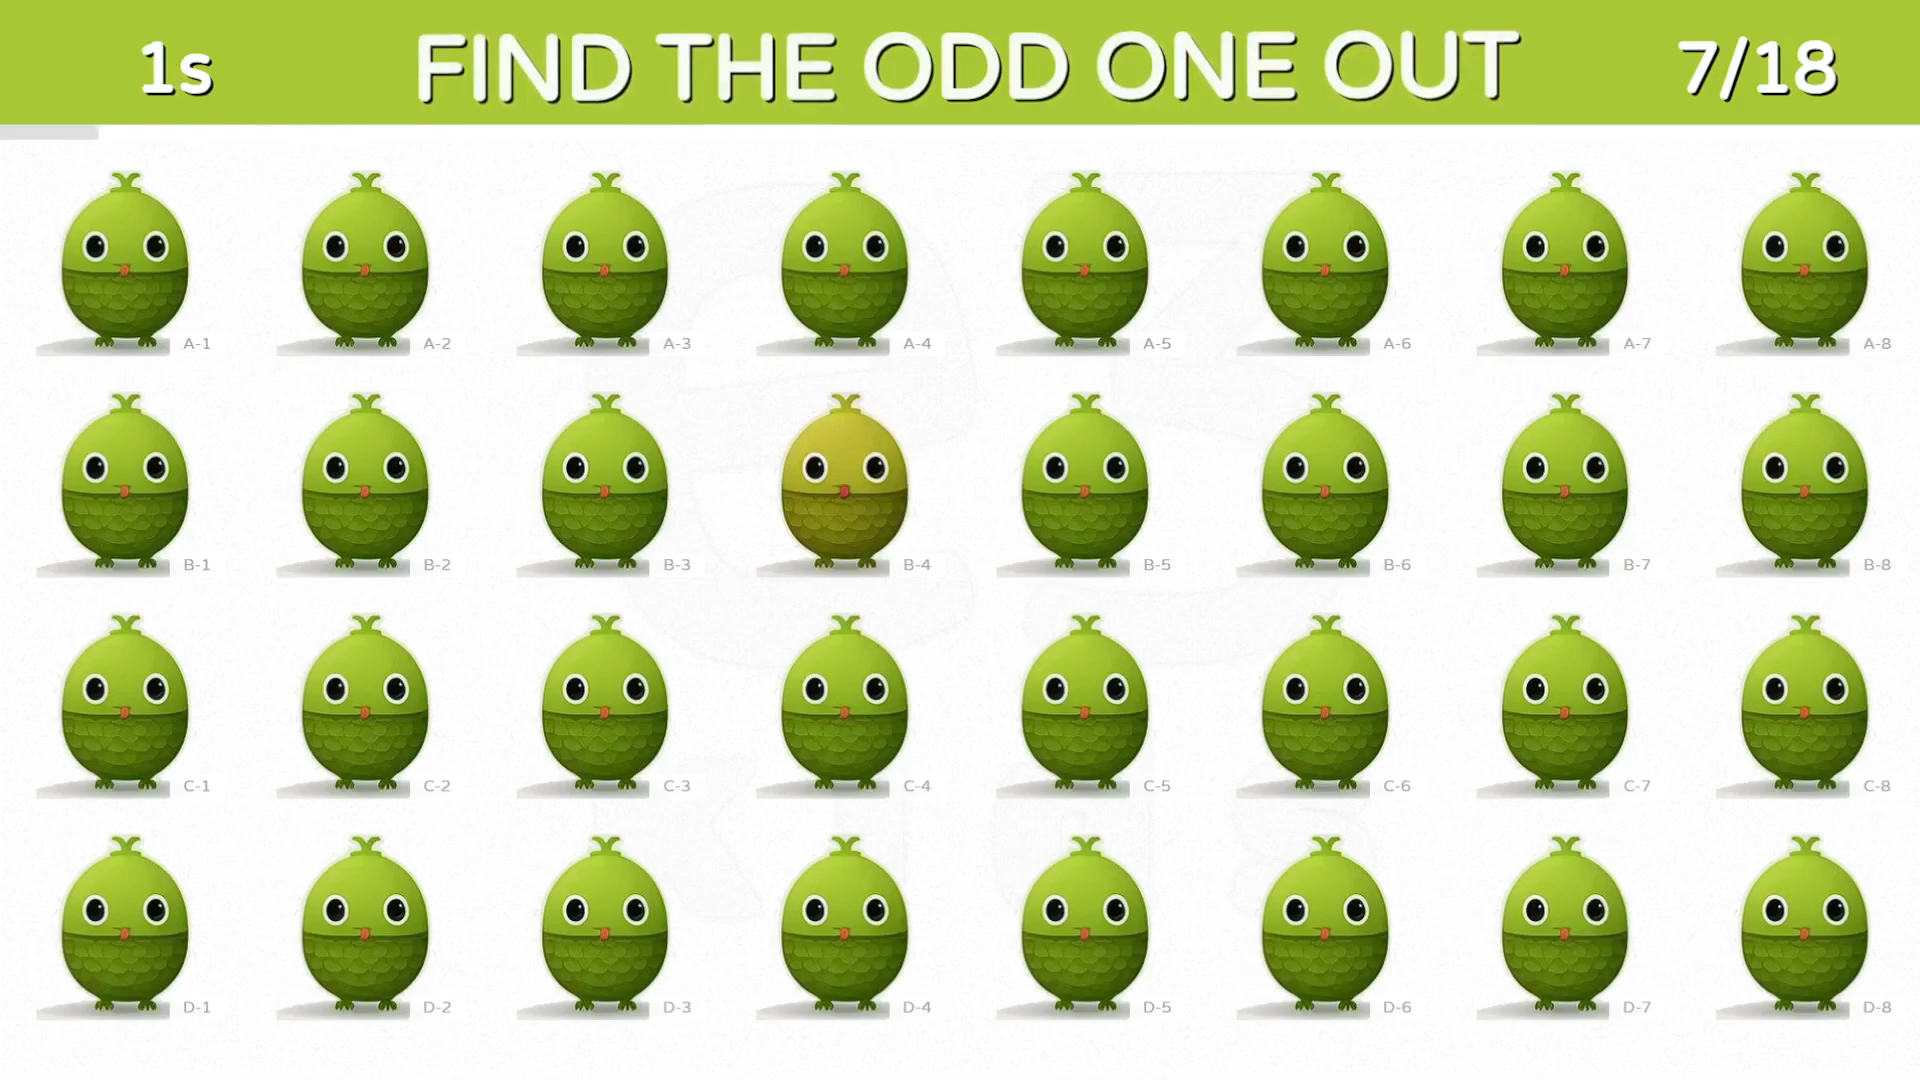 1s FIND THE ODD ONE OUT 7/18
A-1 A-2 A-3 A-4 A-5 A-6 A-7 A-8
B-1 B-2 B-3 B-4 B-5 B-6 B-7 B-8
C-1 C-2 C-3 C-4 C-5 C-6 C-7 C-8
D-1 D-2 D-3 D-4 D-5 D-6 D-7 D-8